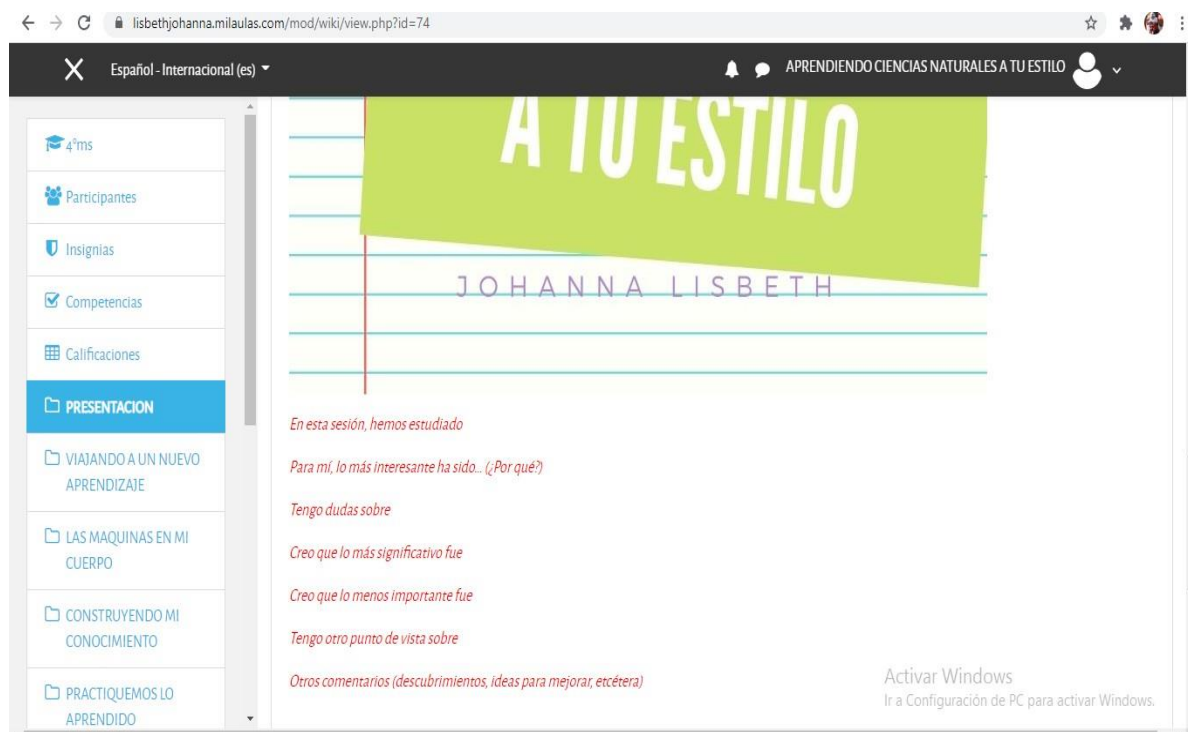 lisbethjohanna.milaulas.com/mod/wiki/view.php?id=74
Español - Internacional (es)
APRENDIENDO CIENCIAS NATURALES A TU ESTILO
4°ms
Participantes
Insignias
Competencias
Calificaciones
PRESENTACION
VIAJANDO A UN NUEVO
APRENDIZAJE
LAS MAQUINAS EN MI
CUERPO
CONSTRUYENDO MI
CONOCIMIENTO
PRACTIQUEMOS LO
APRENDIDO
A TU ESTILO
JOHANNA LISBETH
En esta sesión, hemos estudiado
Para mí, lo más interesante ha sido... (¿Por qué?)
Tengo dudas sobre
Creo que lo más significativo fue
Creo que lo menos importante fue
Tengo otro punto de vista sobre
Otros comentarios (descubrimientos, ideas para mejorar, etcétera)
Activar Windows
Ir a Configuración de PC para activar Windows.